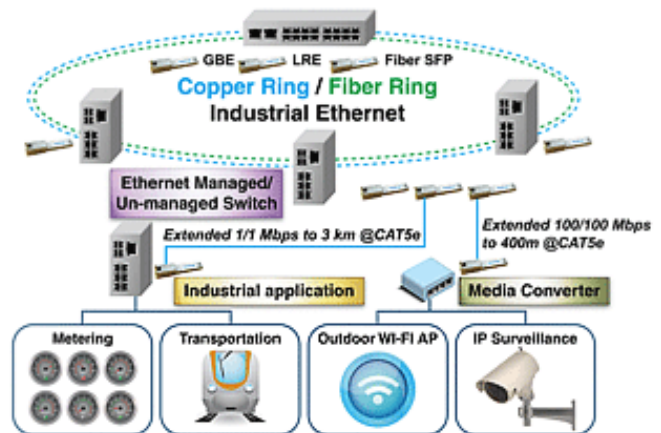 GBE LRE Fiber SFP
Copper Ring / Fiber Ring
Industrial Ethernet
Ethernet Managed/
Un-managed Switch
Extended 1/1 Mbps to 3 km @CAT5e
Extended 100/100 Mbps
to 400m @CAT5e
Industrial application
Media Converter
Metering
Transportation
Outdoor WI-FI AP
IP Surveillance